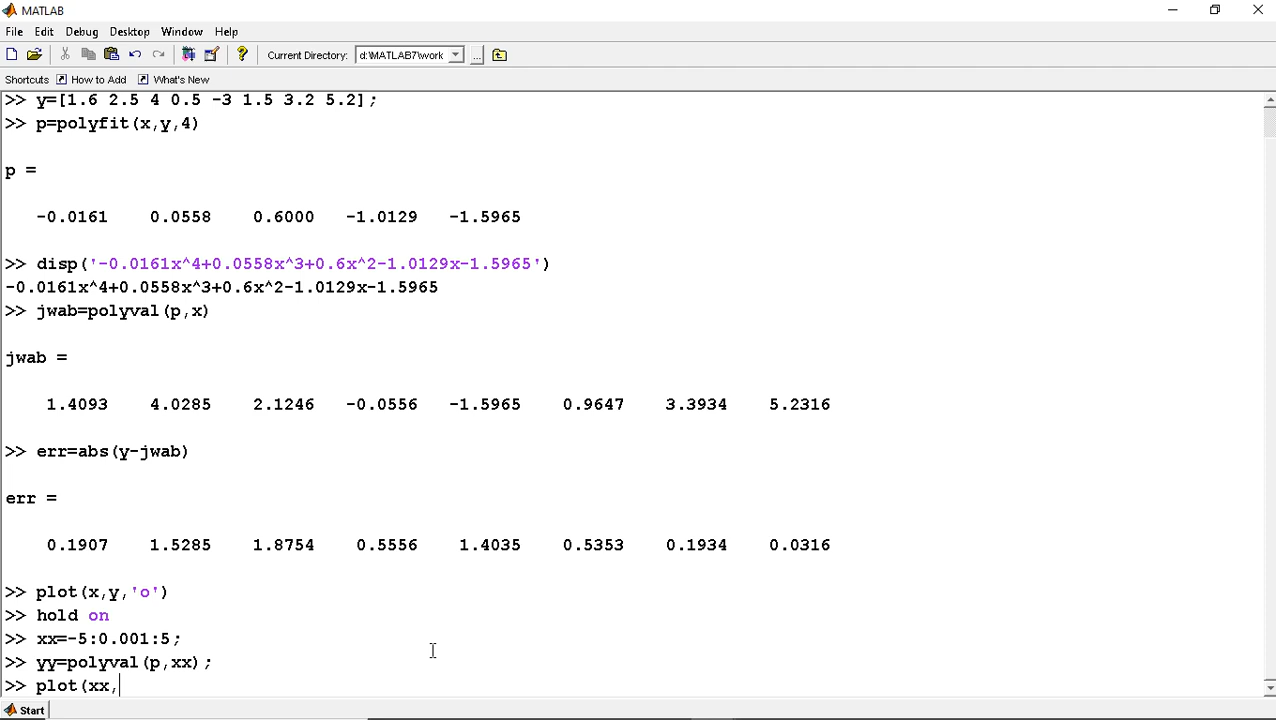 MATLAB
File Edit Debug Desktop Window Help
Current Directory: d:\MATLAB7\work ...
Shortcuts How to Add What's New
>> y=[1.6 2.5 4 0.5 -3 1.5 3.2 5.2];
>> p=polyfit(x,y,4)
p =
-0.0161 0.0558 0.6000 -1.0129 -1.5965
>> disp('-0.0161x^4+0.0558x^3+0.6x^2-1.0129x-1.5965')
-0.0161x^4+0.0558x^3+0.6x^2-1.0129x-1.5965
>> jwab=polyval(p,x)
jwab =
1.4093 4.0285 2.1246 -0.0556 -1.5965 0.9647 3.3934 5.2316
>> err=abs(y-jwab)
err =
0.1907 1.5285 1.8754 0.5556 1.4035 0.5353 0.1934 0.0316
>> plot(x,y,'o')
>> hold on
>> xx=-5:0.001:5;
>> yy=polyval(p,xx);
>> plot(xx,
Start